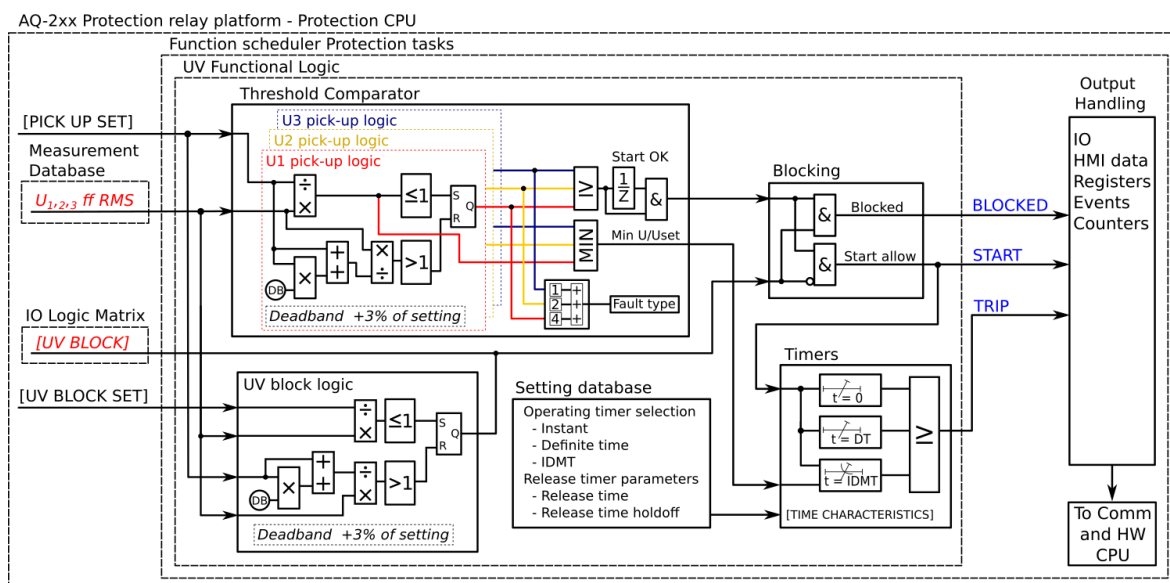 AQ-2xx Protection relay platform - Protection CPU
Function scheduler Protection tasks
UV Functional Logic
Threshold Comparator
[PICK UP SET]
Measurement
Database
U1,2,3 ff RMS
U3 pick-up logic
U2 pick-up logic
U1 pick-up logic
÷
×
≤1
S
Q
R
+
+
×
÷
>1
×
DB
Deadband +3% of setting
≥
Start OK
1
Z
&
MIN
Min U/Uset
1 +
2 +
4 +
Fault type
Blocking
&
Blocked
&
Start allow
BLOCKED
START
TRIP
Output
Handling
IO
HMI data
Registers
Events
Counters
To Comm
and HW
CPU
IO Logic Matrix
[UV BLOCK]
[UV BLOCK SET]
UV block logic
÷
×
≤1
S
Q
R
+
+
×
÷
×
>1
DB
Deadband +3% of setting
Setting database
Operating timer selection
- Instant
- Definite time
- IDMT
Release timer parameters
- Release time
- Release time holdoff
Timers
t = 0
t = DT
t = IDMT
≥
[TIME CHARACTERISTICS]